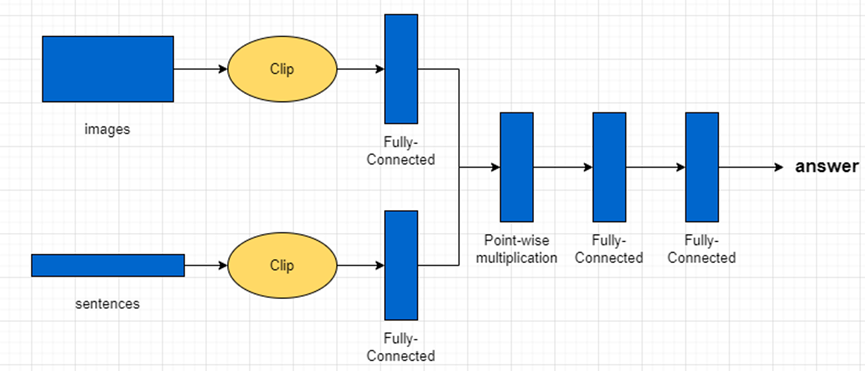 Clip
images
Fully-
Connected
answer
Point-wise
multiplication
Fully-
Connected
Fully-
Connected
Clip
sentences
Fully-
Connected